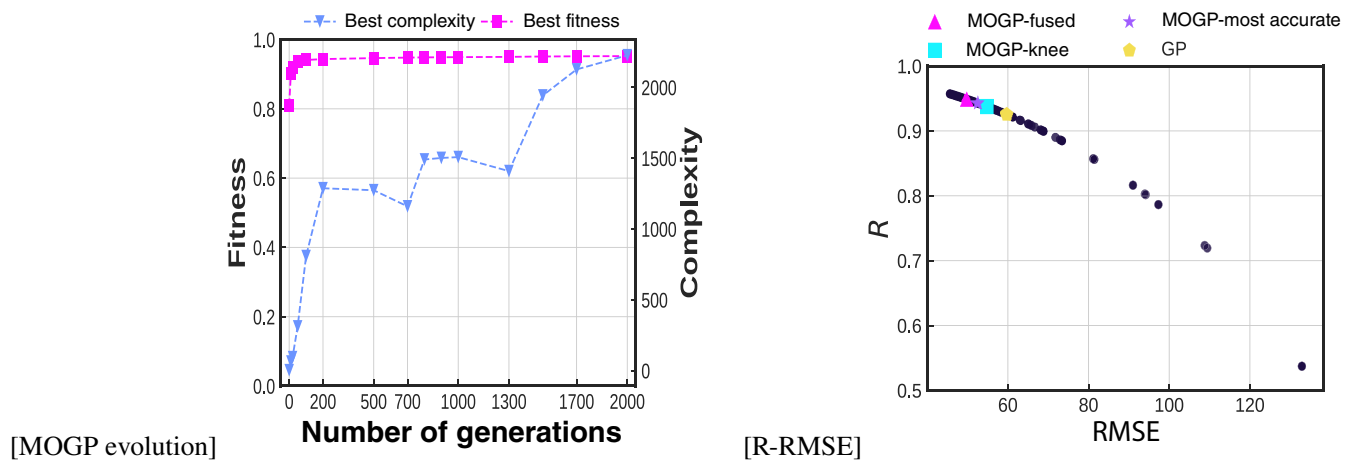 Best complexity Best fitness
1.0
0.8
0.6
0.4
0.2
0.0
Fitness
2000
1500
1000
500
0
Complexity
0 200 500 700 1000 1300 1700 2000
Number of generations
[MOGP evolution]
MOGP-fused MOGP-most accurate
MOGP-knee GP
1.0
0.9
0.8
0.7
0.6
0.5
R
60 80 100 120
RMSE
[R-RMSE]